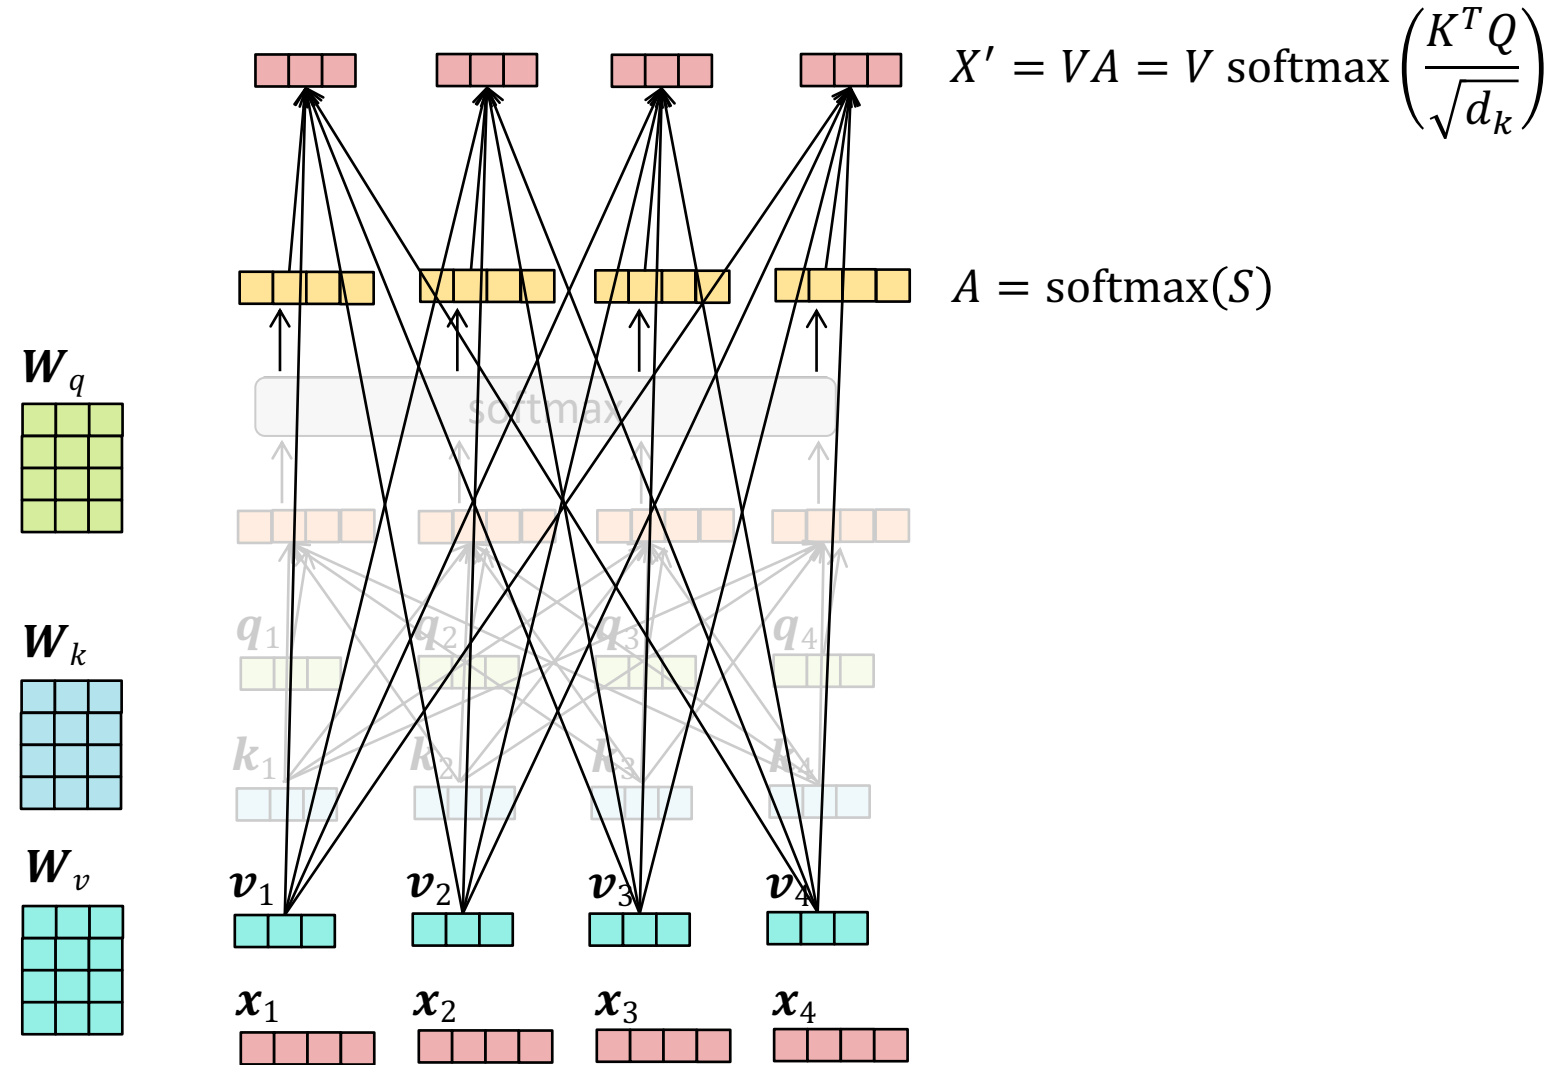 X′ = VA = V softmax(KᵀQ / √dₖ)
A = softmax(S)
W_q
softmax
q₁ q₂ q₃ q₄
W_k
k₁ k₂ k₃ k₄
W_v
v₁ v₂ v₃ v₄
x₁ x₂ x₃ x₄